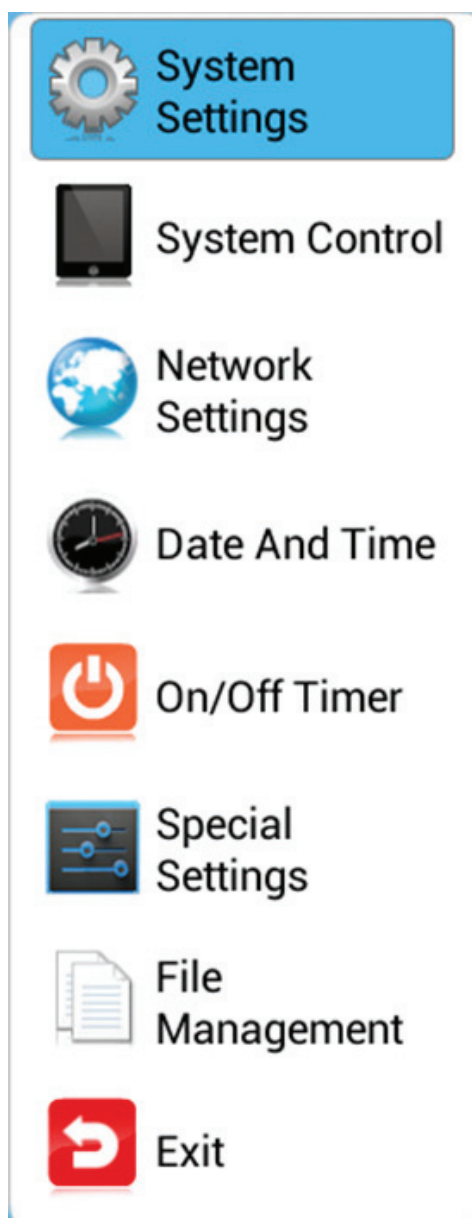 System
Settings
System Control
Network
Settings
Date And Time
On/Off Timer
Special
Settings
File
Management
Exit